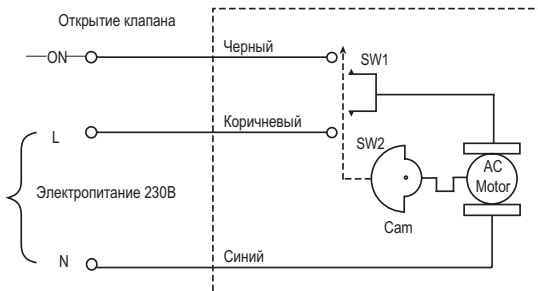 Открытие клапана
ON
Черный
SW1
L
Коричневый
SW2
Электропитание 230В
AC
Motor
Cam
N
Синий